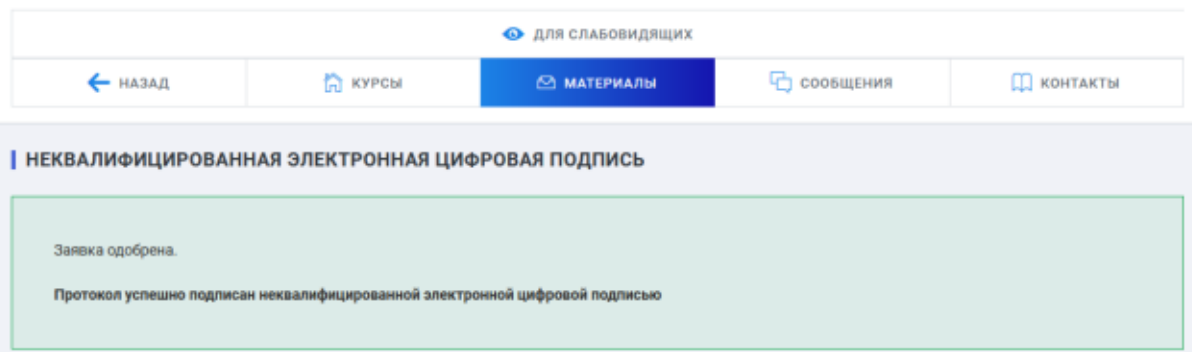 ДЛЯ СЛАБОВИДЯЩИХ
НАЗАД
КУРСЫ
МАТЕРИАЛЫ
СООБЩЕНИЯ
КОНТАКТЫ
НЕКВАЛИФИЦИРОВАННАЯ ЭЛЕКТРОННАЯ ЦИФРОВАЯ ПОДПИСЬ
Заявка одобрена.
Протокол успешно подписан неквалифицированной электронной цифровой подписью